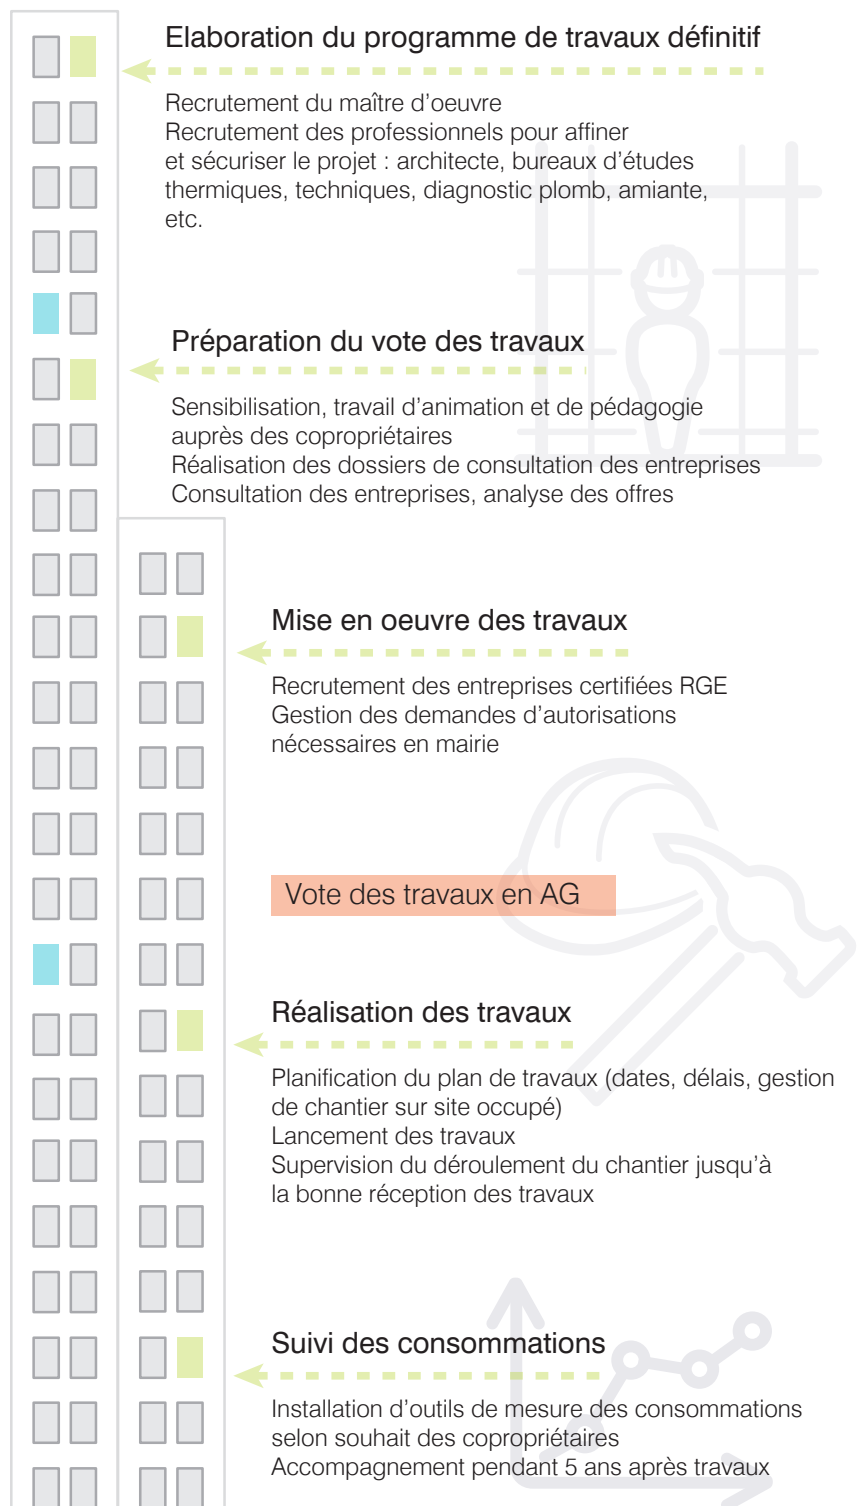 Elaboration du programme de travaux définitif
Recrutement du maître d'oeuvre
Recrutement des professionnels pour affiner
et sécuriser le projet : architecte, bureaux d'études
thermiques, techniques, diagnostic plomb, amiante,
etc.
Préparation du vote des travaux
Sensibilisation, travail d'animation et de pédagogie
auprès des copropriétaires
Réalisation des dossiers de consultation des entreprises
Consultation des entreprises, analyse des offres
Mise en oeuvre des travaux
Recrutement des entreprises certifiées RGE
Gestion des demandes d'autorisations
nécessaires en mairie
Vote des travaux en AG
Réalisation des travaux
Planification du plan de travaux (dates, délais, gestion
de chantier sur site occupé)
Lancement des travaux
Supervision du déroulement du chantier jusqu'à
la bonne réception des travaux
Suivi des consommations
Installation d'outils de mesure des consommations
selon souhait des copropriétaires
Accompagnement pendant 5 ans après travaux